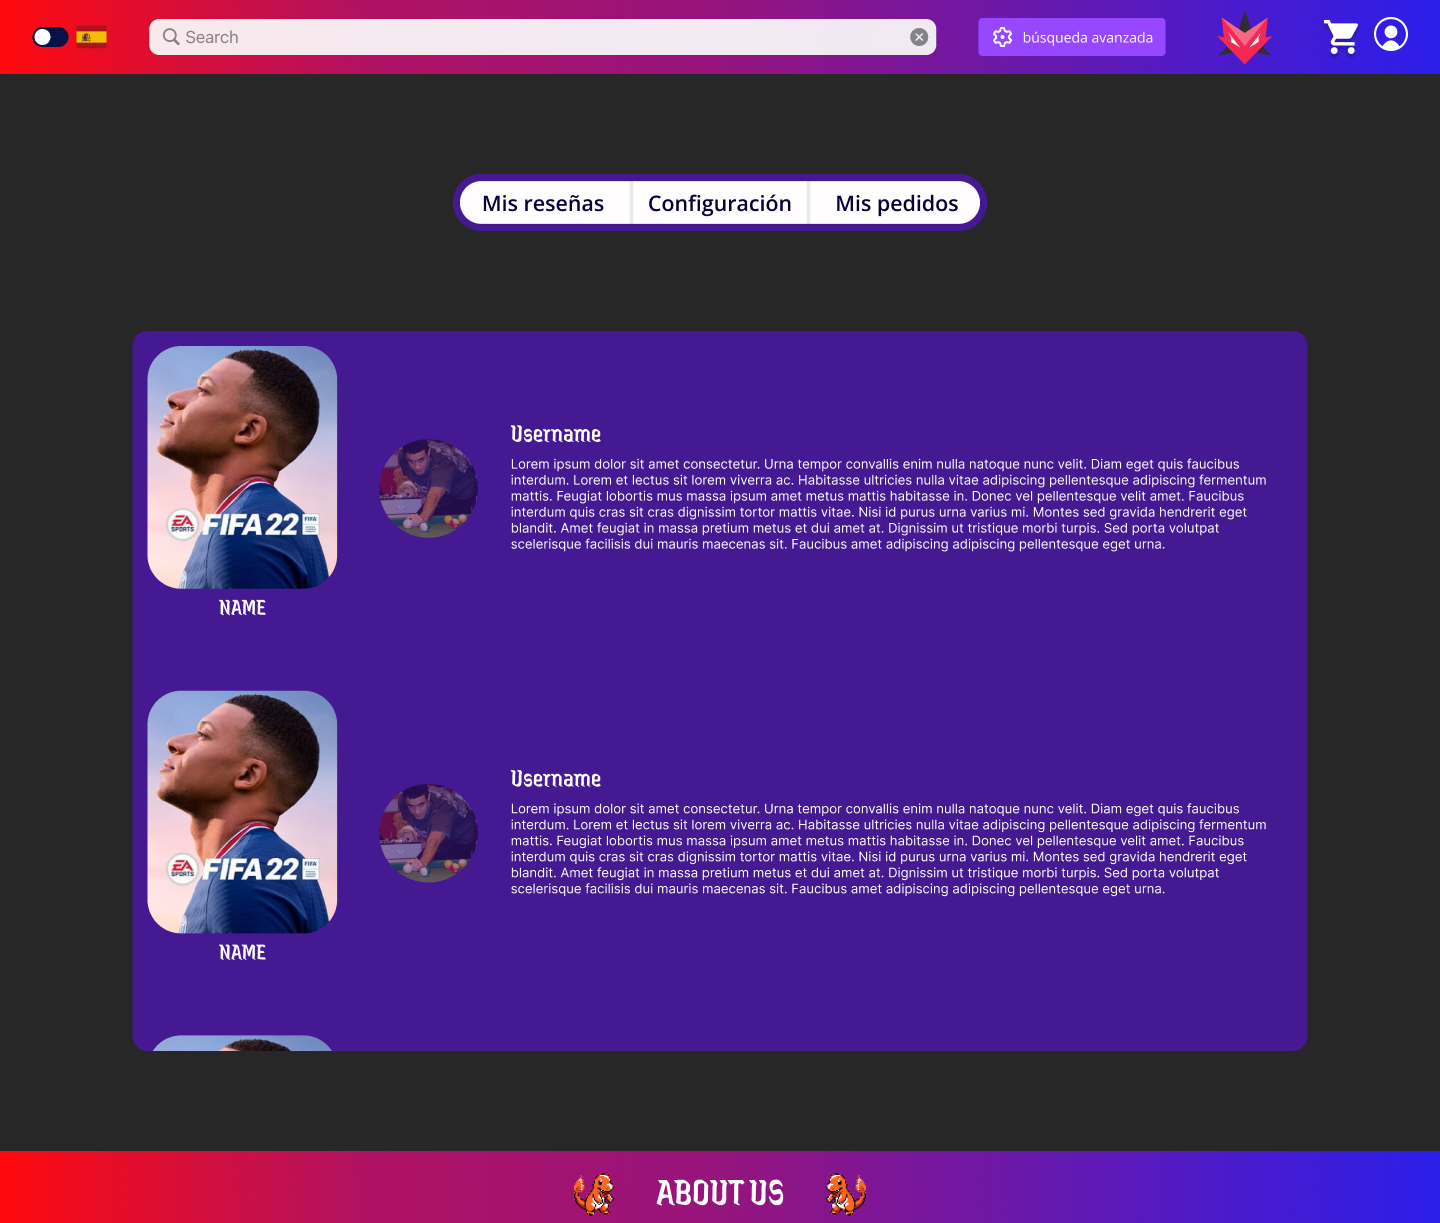 Search
búsqueda avanzada
Mis reseñas
Configuración
Mis pedidos
EA
SPORTS
FIFA 22
FIFA
NAME
Username
Lorem ipsum dolor sit amet consectetur. Urna tempor convallis enim nulla natoque nunc velit. Diam eget quis faucibus
interdum. Lorem et lectus sit lorem viverra ac. Habitasse ultricies nulla vitae adipiscing pellentesque adipiscing fermentum
mattis. Feugiat lobortis mus massa ipsum amet metus mattis habitasse in. Donec vel pellentesque velit amet. Faucibus
interdum quis cras sit cras dignissim tortor mattis vitae. Nisi id purus urna varius mi. Montes sed gravida hendrerit eget
blandit. Amet feugiat in massa pretium metus et dui amet at. Dignissim ut tristique morbi turpis. Sed porta volutpat
scelerisque facilisis dui mauris maecenas sit. Faucibus amet adipiscing adipiscing pellentesque eget urna.
EA
SPORTS
FIFA 22
FIFA
NAME
Username
Lorem ipsum dolor sit amet consectetur. Urna tempor convallis enim nulla natoque nunc velit. Diam eget quis faucibus
interdum. Lorem et lectus sit lorem viverra ac. Habitasse ultricies nulla vitae adipiscing pellentesque adipiscing fermentum
mattis. Feugiat lobortis mus massa ipsum amet metus mattis habitasse in. Donec vel pellentesque velit amet. Faucibus
interdum quis cras sit cras dignissim tortor mattis vitae. Nisi id purus urna varius mi. Montes sed gravida hendrerit eget
blandit. Amet feugiat in massa pretium metus et dui amet at. Dignissim ut tristique morbi turpis. Sed porta volutpat
scelerisque facilisis dui mauris maecenas sit. Faucibus amet adipiscing adipiscing pellentesque eget urna.
ABOUT US